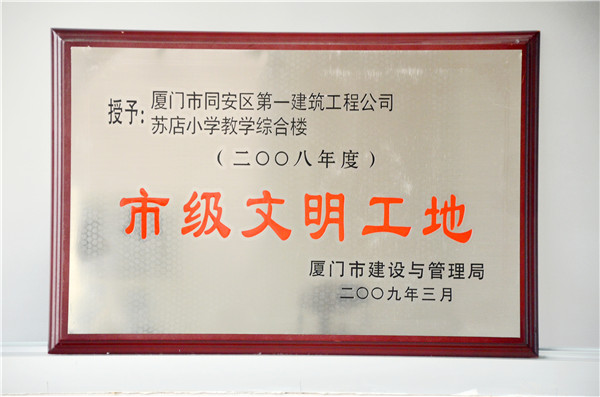 授予：厦门市同安区第一建筑工程公司
苏店小学教学综合楼
（二〇〇八年度）
市级文明工地
厦门市建设与管理局
二〇〇九年三月